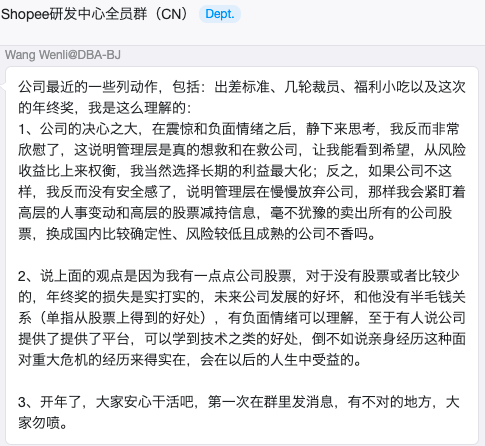 Shopee研发中心全员群（CN） Dept.
Wang Wenli@DBA-BJ
公司最近的一些列动作，包括：出差标准、几轮裁员、福利小吃以及这次
的年终奖，我是这么理解的：
1、公司的决心之大，在震惊和负面情绪之后，静下来思考，我反而非常
欣慰了，这说明管理层是真的想救和在救公司，让我能看到希望，从风险
收益比上来权衡，我当然选择长期的利益最大化；反之，如果公司不这
样，我反而没有安全感了，说明管理层在慢慢放弃公司，那样我会紧盯着
高层的人事变动和高层的股票减持信息，毫不犹豫的卖出所有的公司股
票，换成国内比较确定性、风险较低且成熟的公司不香吗。
2、说上面的观点是因为我有一点点公司股票，对于没有股票或者比较少
的，年终奖的损失是实打实的，未来公司发展的好坏，和他没有半毛钱关
系（单指从股票上得到的好处），有负面情绪可以理解，至于有人说公司
提供了提供了平台，可以学到技术之类的好处，倒不如说亲身经历这种面
对重大危机的经历来得实在，会在以后的人生中受益的。
3、开年了，大家安心干活吧，第一次在群里发消息，有不对的地方，大
家勿喷。